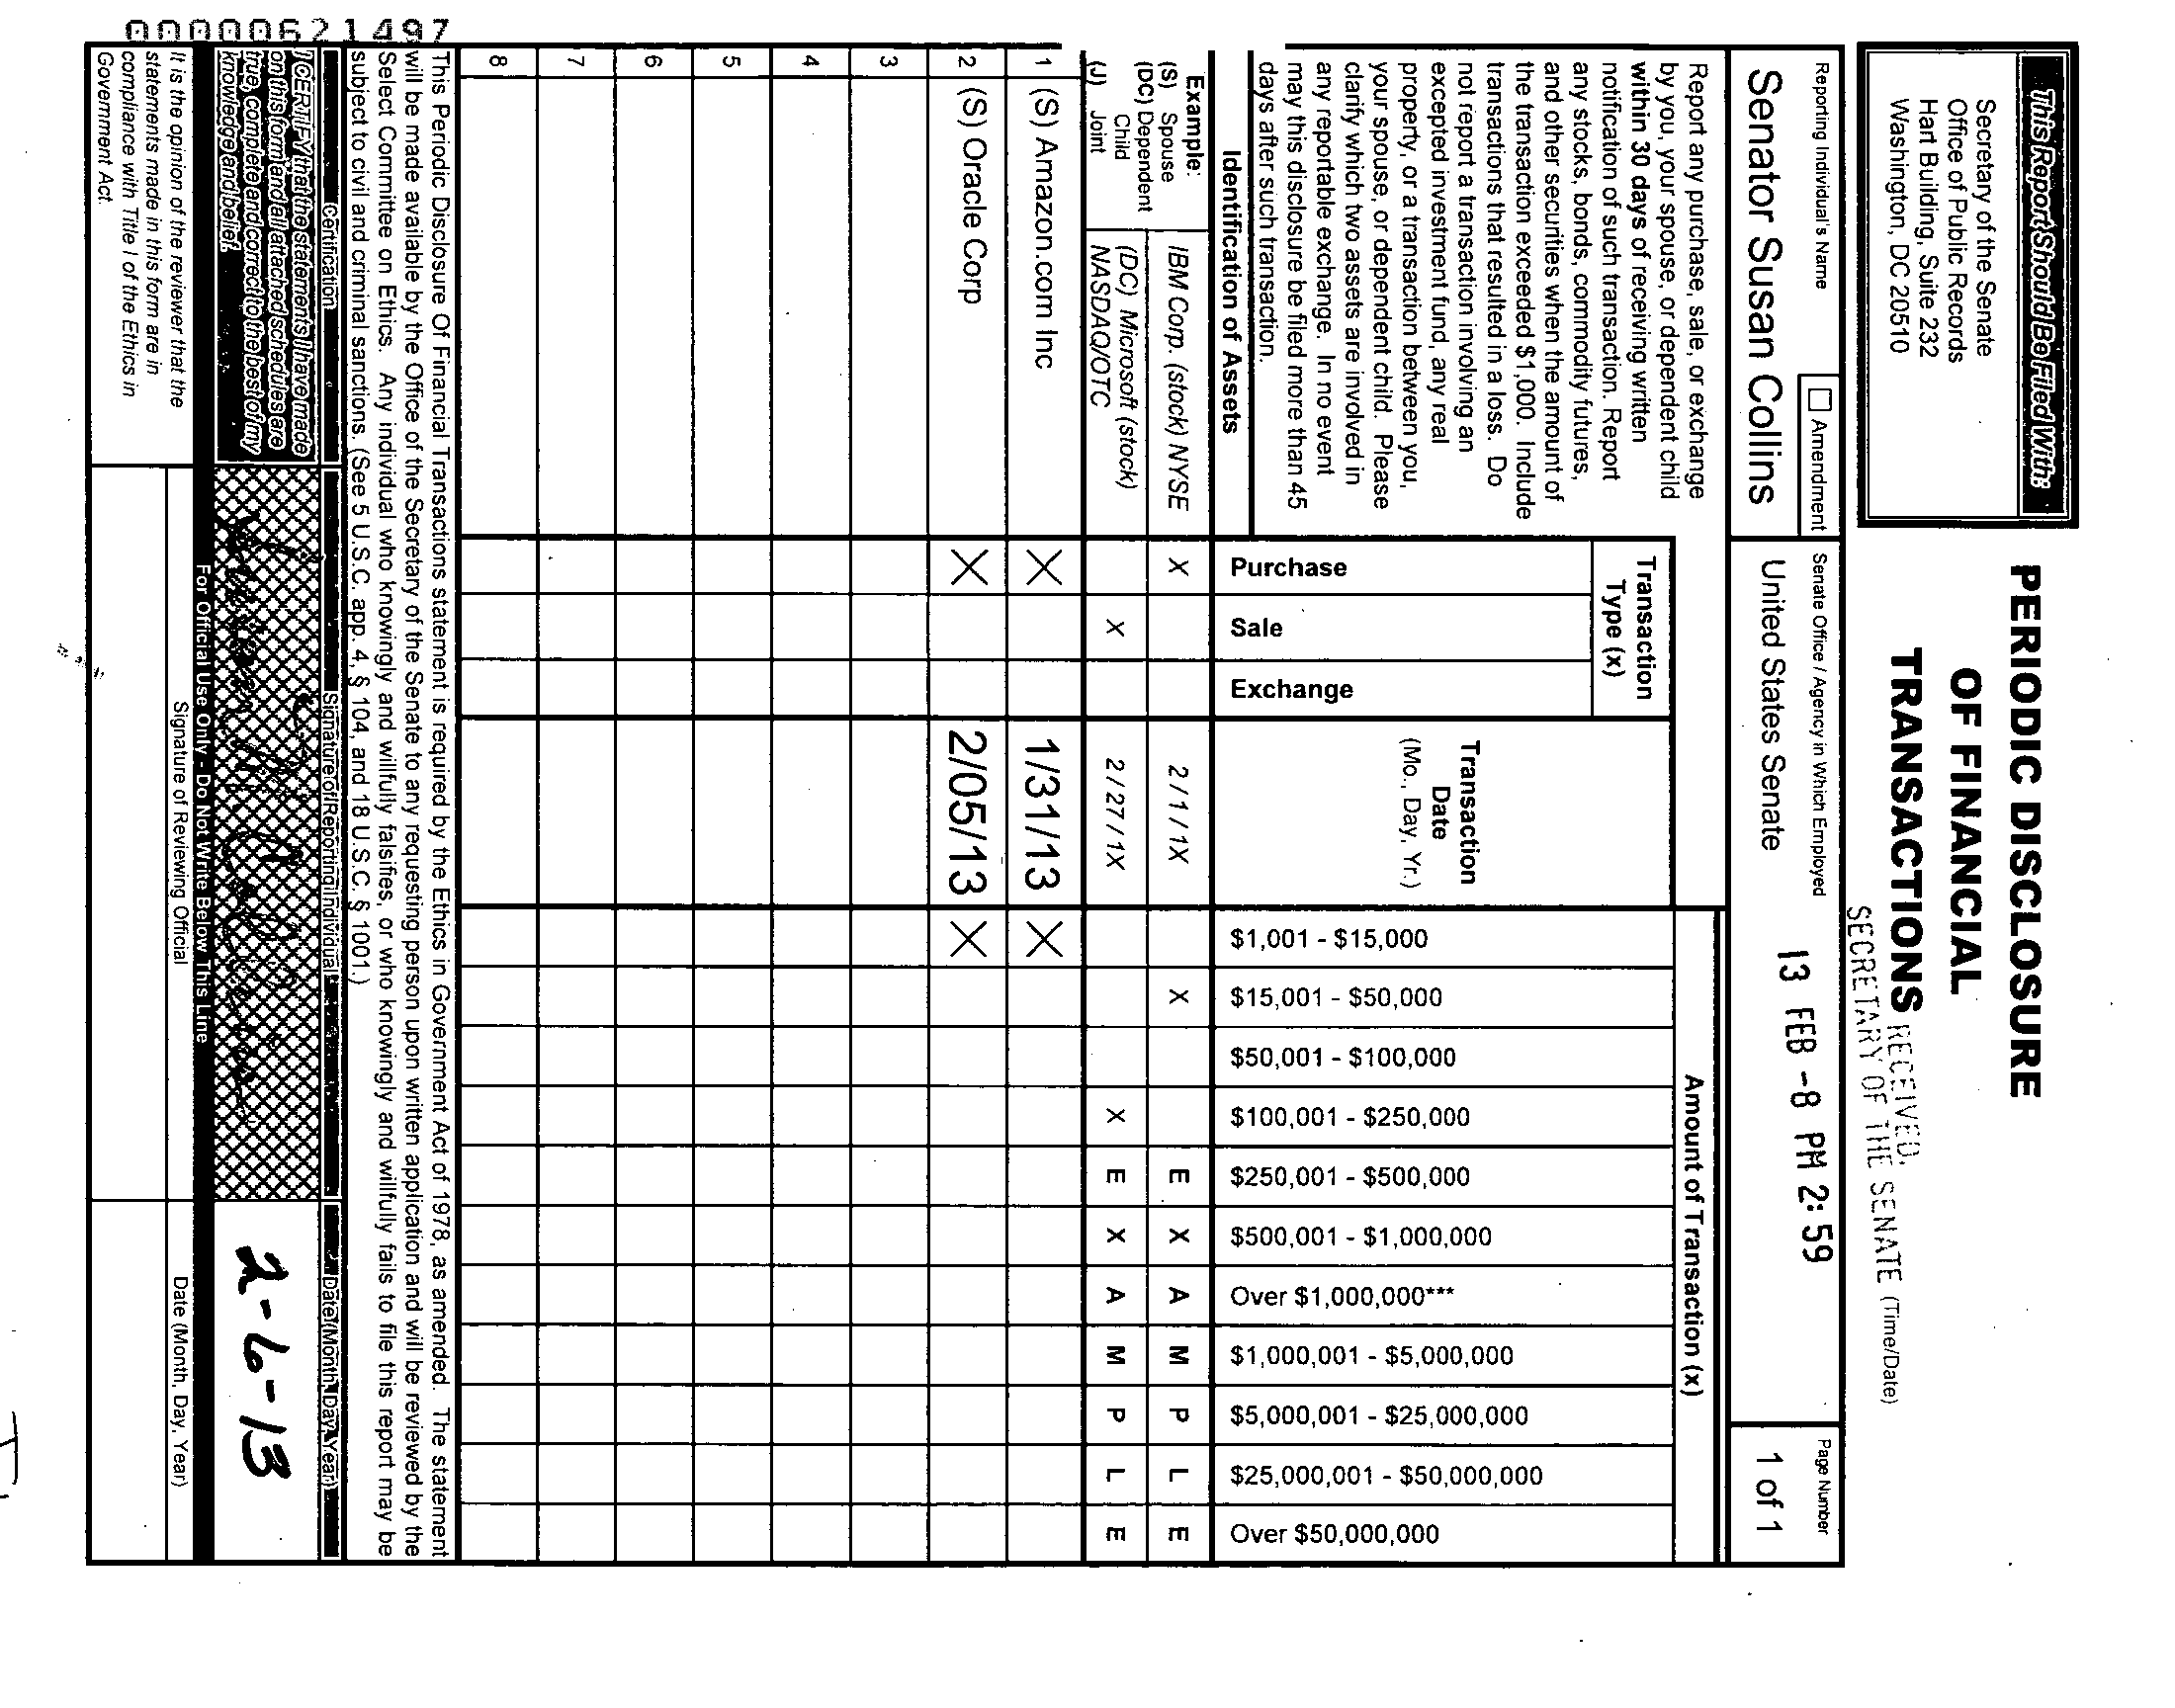 00000621497
This Report Should Be Filed With:
Secretary of the Senate
Office of Public Records
Hart Building, Suite 232
Washington, DC 20510
PERIODIC DISCLOSURE
OF FINANCIAL
TRANSACTIONS
RECEIVED
SECRETARY OF THE SENATE (Time/Date)
13 FEB -8 PM 2:59
Reporting Individual's Name
Amendment
Senate Office / Agency in Which Employed
Page Number
Senator Susan Collins
United States Senate
1 of 1
Report any purchase, sale, or exchange
by you, your spouse, or dependent child
within 30 days of receiving written
notification of such transaction. Report
any stocks, bonds, commodity futures,
and other securities when the amount of
the transaction exceeded $1,000. Include
transactions that resulted in a loss. Do
not report a transaction involving an
excepted investment fund, any real
property, or a transaction between you,
your spouse, or dependent child. Please
clarify which two assets are involved in
any reportable exchange. In no event
may this disclosure be filed more than 45
days after such transaction.
Identification of Assets
Transaction
Type (x)
Purchase
Sale
Exchange
Transaction
Date
(Mo., Day, Yr.)
Amount of Transaction (x)
$1,001 - $15,000
$15,001 - $50,000
$50,001 - $100,000
$100,001 - $250,000
$250,001 - $500,000
$500,001 - $1,000,000
Over $1,000,000***
$1,000,001 - $5,000,000
$5,000,001 - $25,000,000
$25,000,001 - $50,000,000
Over $50,000,000
Example:
(S) Spouse
(DC) Dependent
Child
(J) Joint
IBM Corp. (stock) NYSE X 2 / 1 / 1X X E X A M P L E
(DC) Microsoft (stock)
NASDAQ/OTC X 2 / 27 / 1X X E X A M P L E
1 (S) Amazon.com Inc X 1/31/13 X
2 (S) Oracle Corp X 2/05/13 X
3
4
5
6
7
8
This Periodic Disclosure Of Financial Transactions statement is required by the Ethics in Government Act of 1978, as amended. The statement
will be made available by the Office of the Secretary of the Senate to any requesting person upon written application and will be reviewed by the
Select Committee on Ethics. Any individual who knowingly and willfully falsifies, or who knowingly and willfully fails to file this report may be
subject to civil and criminal sanctions. (See 5 U.S.C. app. 4, § 104, and 18 U.S.C. § 1001.)
Certification
Signature of Reporting Individual
Date (Month, Day, Year)
I CERTIFY that the statements I have made
on this form and all attached schedules are
true, complete and correct to the best of my
knowledge and belief.
2-6-13
For Official Use Only - Do Not Write Below This Line
It is the opinion of the reviewer that the
statements made in this form are in
compliance with Title I of the Ethics in
Government Act.
Signature of Reviewing Official
Date (Month, Day, Year)